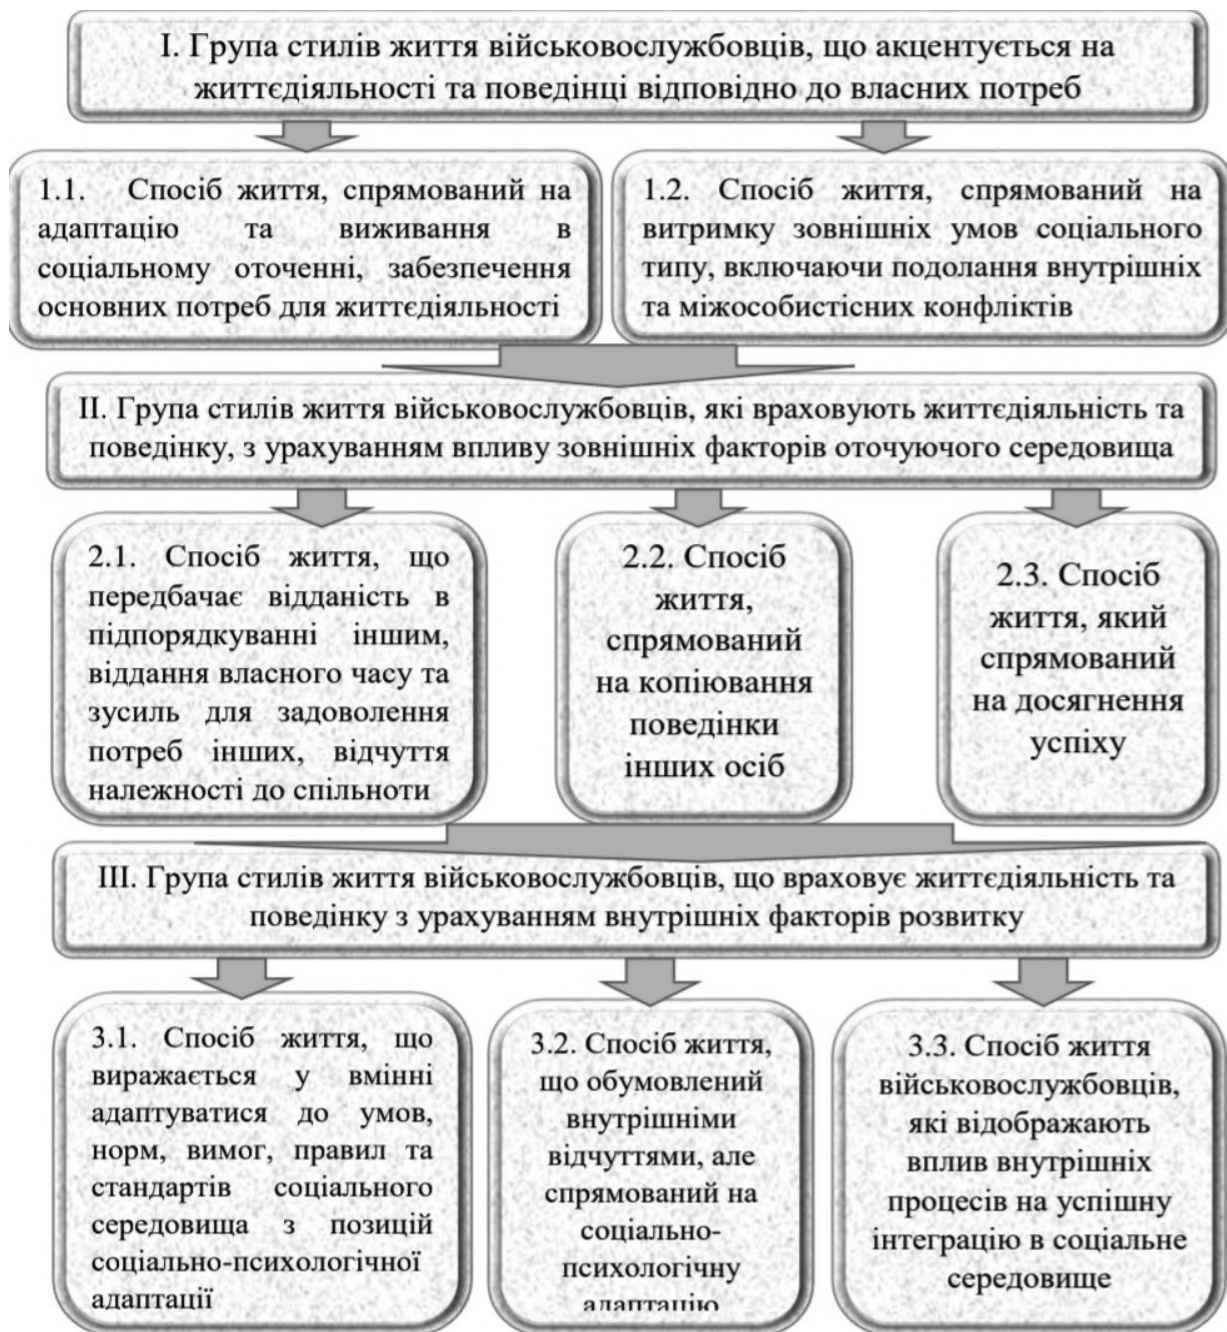 І. Група стилів життя військовослужбовців, що акцентується на
життєдіяльності та поведінці відповідно до власних потреб
1.1. Спосіб життя, спрямований на
адаптацію та виживання в
соціальному оточенні, забезпечення
основних потреб для життєдіяльності
1.2. Спосіб життя, спрямований на
витримку зовнішніх умов соціального
типу, включаючи подолання внутрішніх
та міжособистісних конфліктів
ІІ. Група стилів життя військовослужбовців, які враховують життєдіяльність та
поведінку, з урахуванням впливу зовнішніх факторів оточуючого середовища
2.1. Спосіб життя, що
передбачає відданість в
підпорядкуванні іншим,
віддання власного часу та
зусиль для задоволення
потреб інших, відчуття
належності до спільноти
2.2. Спосіб
життя,
спрямований
на копіювання
поведінки
інших осіб
2.3. Спосіб
життя, який
спрямований
на досягнення
успіху
ІІІ. Група стилів життя військовослужбовців, що враховує життєдіяльність та
поведінку з урахуванням внутрішніх факторів розвитку
3.1. Спосіб життя, що
виражається у вмінні
адаптуватися до умов,
норм, вимог, правил та
стандартів соціального
середовища з позицій
соціально-психологічної
адаптації
3.2. Спосіб життя,
що обумовлений
внутрішніми
відчуттями, але
спрямований на
соціально-
психологічну
адаптацію
3.3. Спосіб життя
військовослужбовців,
які відображають
вплив внутрішніх
процесів на успішну
інтеграцію в соціальне
середовище